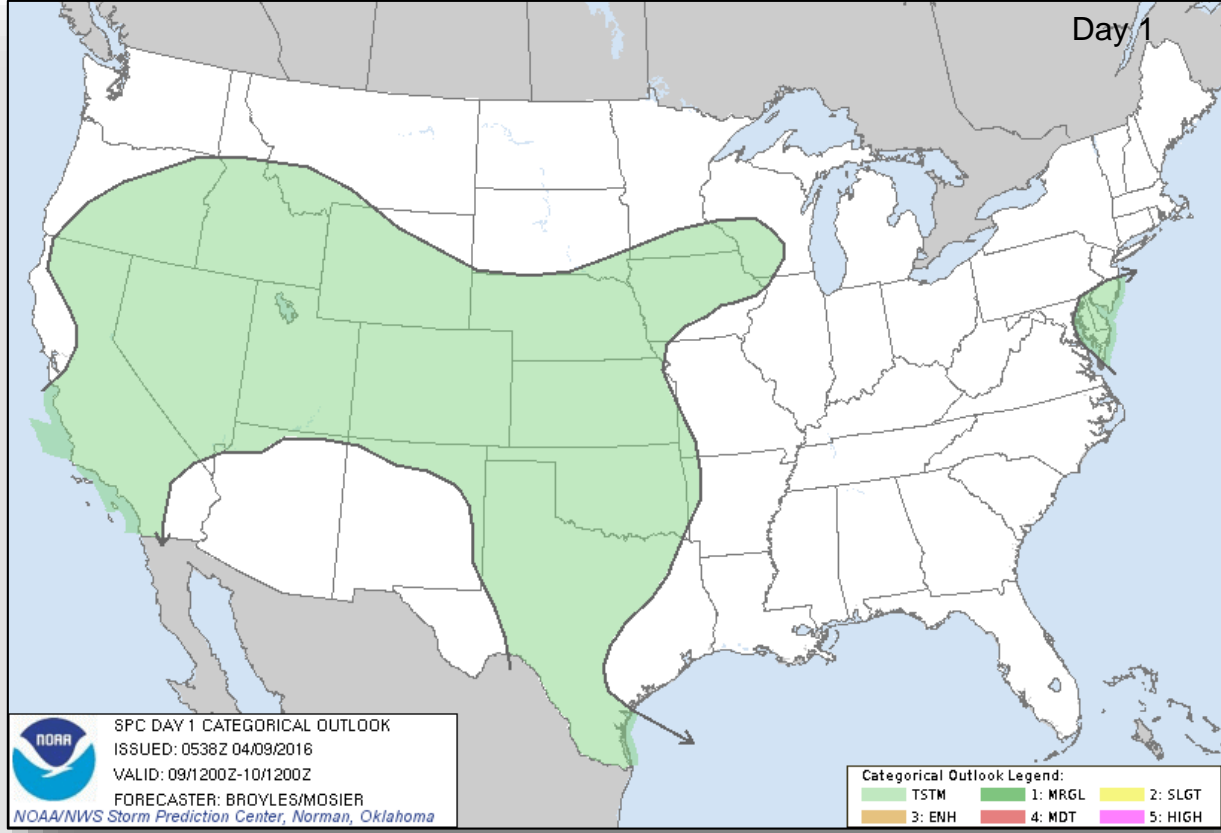 Day 1
NOAA
SPC DAY 1 CATEGORICAL OUTLOOK
ISSUED: 0538Z 04/09/2016
VALID: 09/1200Z-10/1200Z
FORECASTER: BROYLES/MOSIER
NOAA/NWS Storm Prediction Center, Norman, Oklahoma
Categorical Outlook Legend:
TSTM 1: MRGL 2: SLGT
3: ENH 4: MDT 5: HIGH